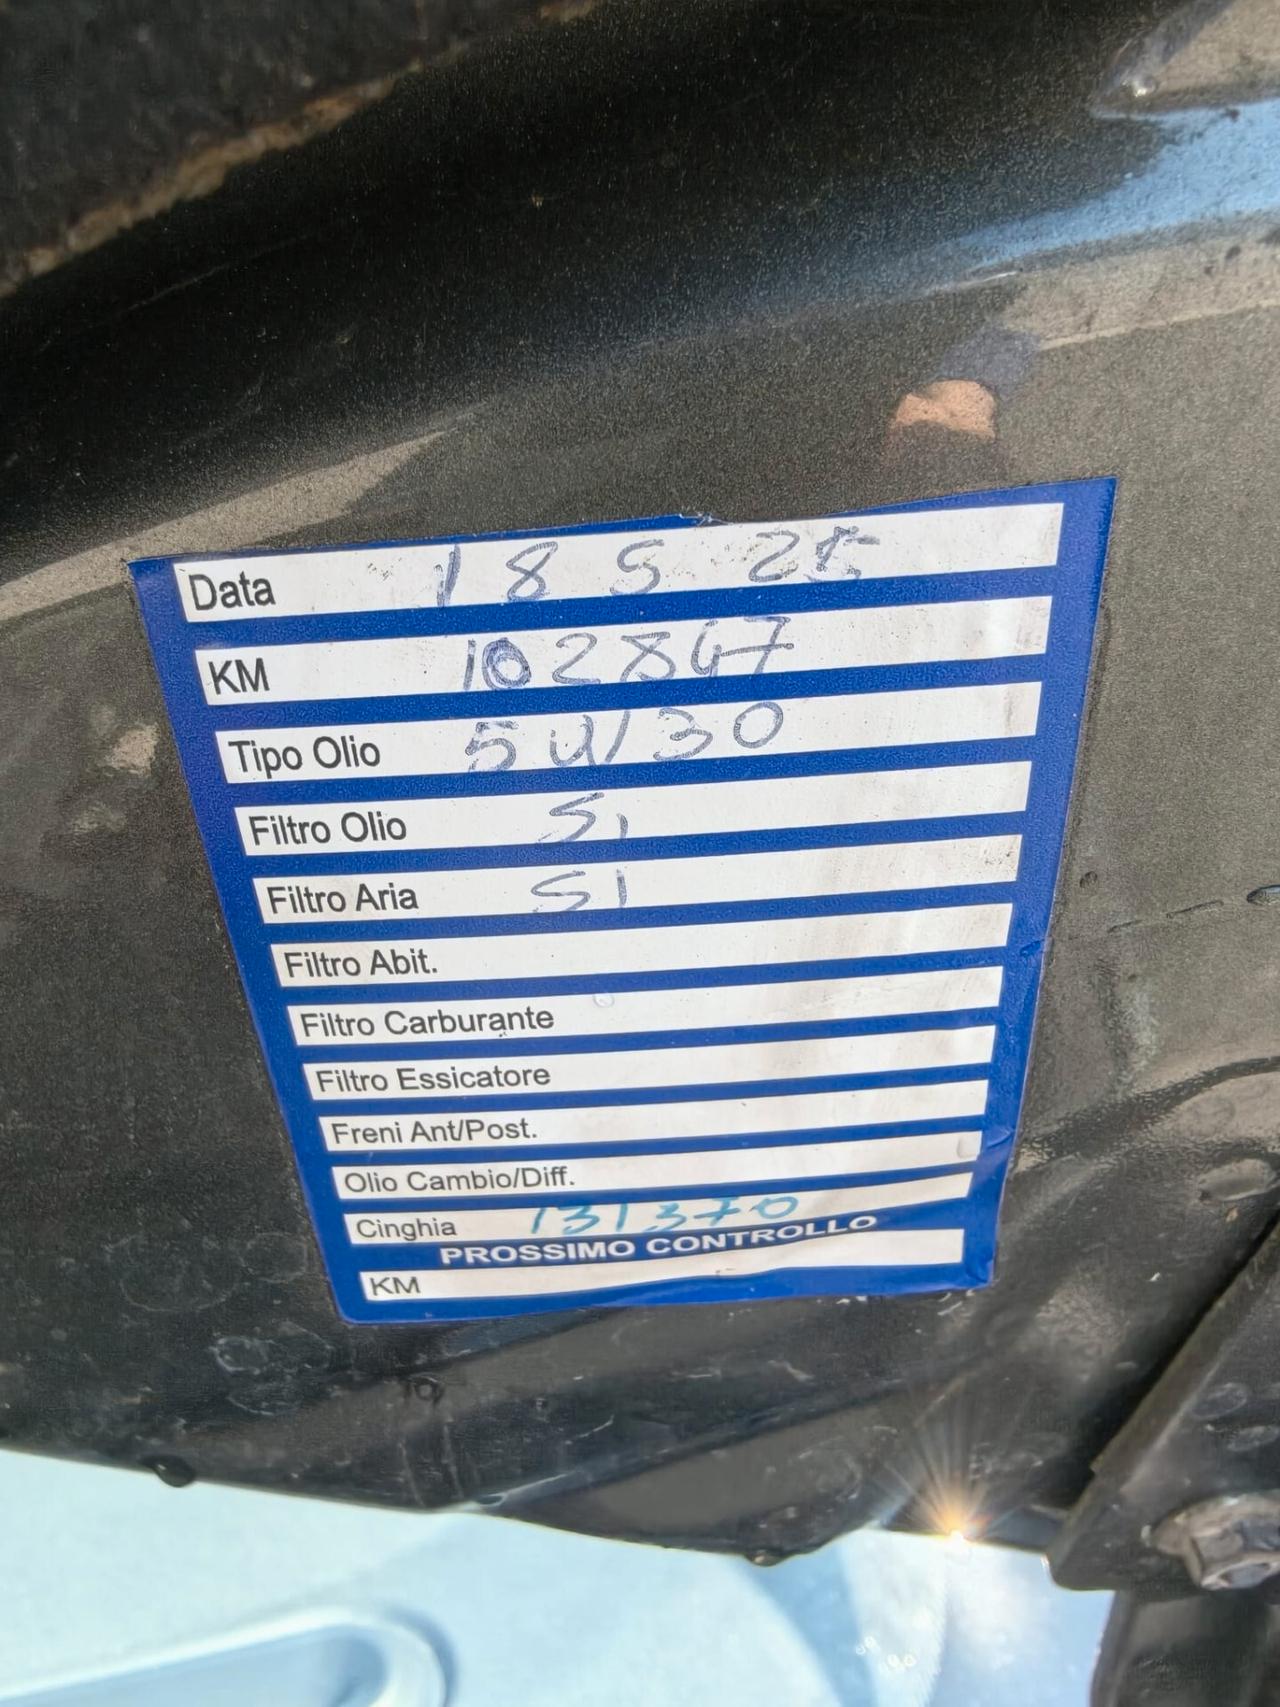 Data 18 5 25
KM 102847
Tipo Olio 5W/30
Filtro Olio Si
Filtro Aria SI
Filtro Abit.
Filtro Carburante
Filtro Essicatore
Freni Ant/Post.
Olio Cambio/Diff.
Cinghia 131370
PROSSIMO CONTROLLO
KM